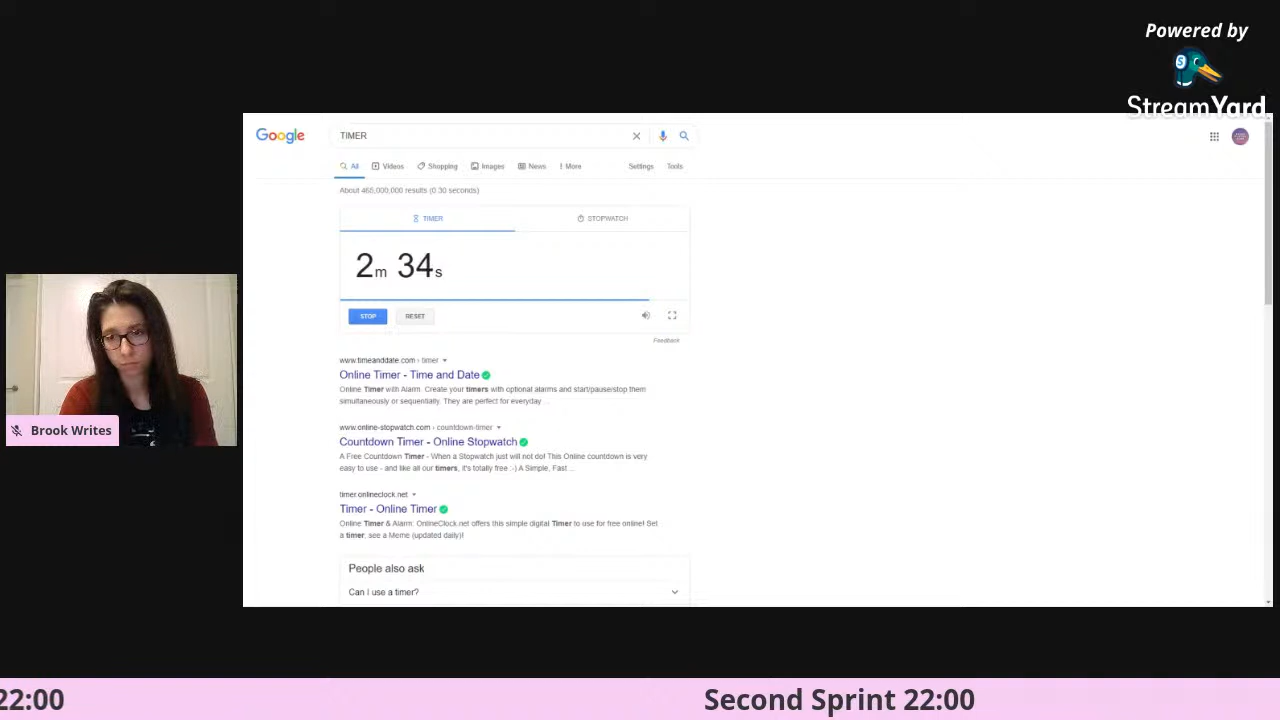 Powered by
StreamYard
Google
TIMER
All
Videos
Shopping
Images
News
More
Settings
Tools
About 465,000,000 results (0.30 seconds)
TIMER
STOPWATCH
2m 34s
STOP
RESET
Feedback
www.timeanddate.com › timer
Online Timer - Time and Date
Online Timer with Alarm. Create your timers with optional alarms and start/pause/stop them
simultaneously or sequentially. They are perfect for everyday ...
www.online-stopwatch.com › countdown-timer
Countdown Timer - Online Stopwatch
A Free Countdown Timer - When a Stopwatch just will not do! This Online countdown is very
easy to use - and like all our timers, it's totally free :-) A Simple, Fast ...
timer.onlineclock.net
Timer - Online Timer
Online Timer & Alarm: OnlineClock.net offers this simple digital Timer to use for free online! Set
a timer, see a Meme (updated daily)!
People also ask
Can I use a timer?
Brook Writes
22:00
Second Sprint 22:00